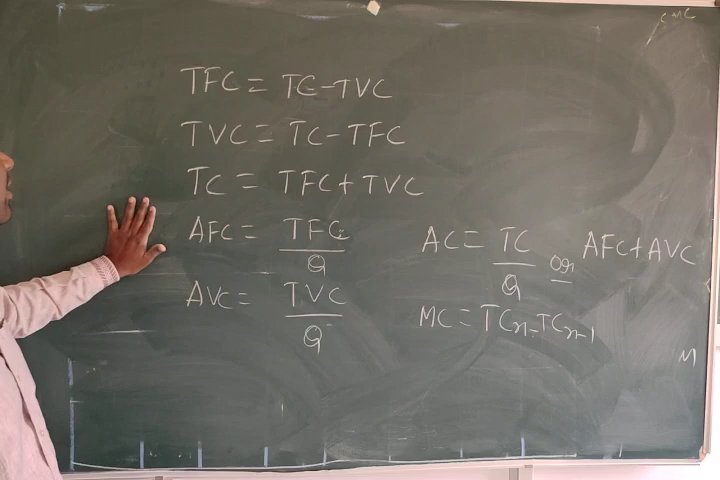 CMC
TFC = TC-TVC
TVC = TC-TFC
TC = TFC+TVC
AFC = TFC/Q
AVC = TVC/Q
AC = TC/Q or AFC+AVC
MC = TCn-TCn-1
M